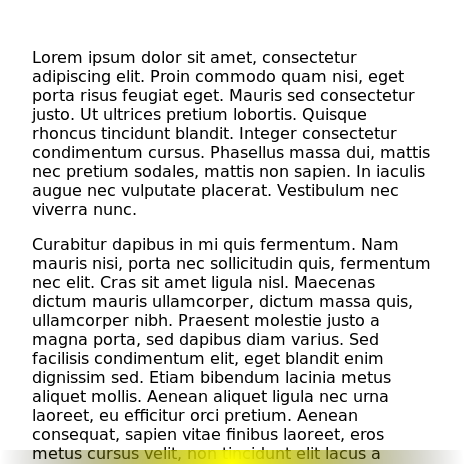 Lorem ipsum dolor sit amet, consectetur
adipiscing elit. Proin commodo quam nisi, eget
porta risus feugiat eget. Mauris sed consectetur
justo. Ut ultrices pretium lobortis. Quisque
rhoncus tincidunt blandit. Integer consectetur
condimentum cursus. Phasellus massa dui, mattis
nec pretium sodales, mattis non sapien. In iaculis
augue nec vulputate placerat. Vestibulum nec
viverra nunc.
Curabitur dapibus in mi quis fermentum. Nam
mauris nisi, porta nec sollicitudin quis, fermentum
nec elit. Cras sit amet ligula nisl. Maecenas
dictum mauris ullamcorper, dictum massa quis,
ullamcorper nibh. Praesent molestie justo a
magna porta, sed dapibus diam varius. Sed
facilisis condimentum elit, eget blandit enim
dignissim sed. Etiam bibendum lacinia metus
aliquet mollis. Aenean aliquet ligula nec urna
laoreet, eu efficitur orci pretium. Aenean
consequat, sapien vitae finibus laoreet, eros
metus cursus velit, non tincidunt elit lacus a